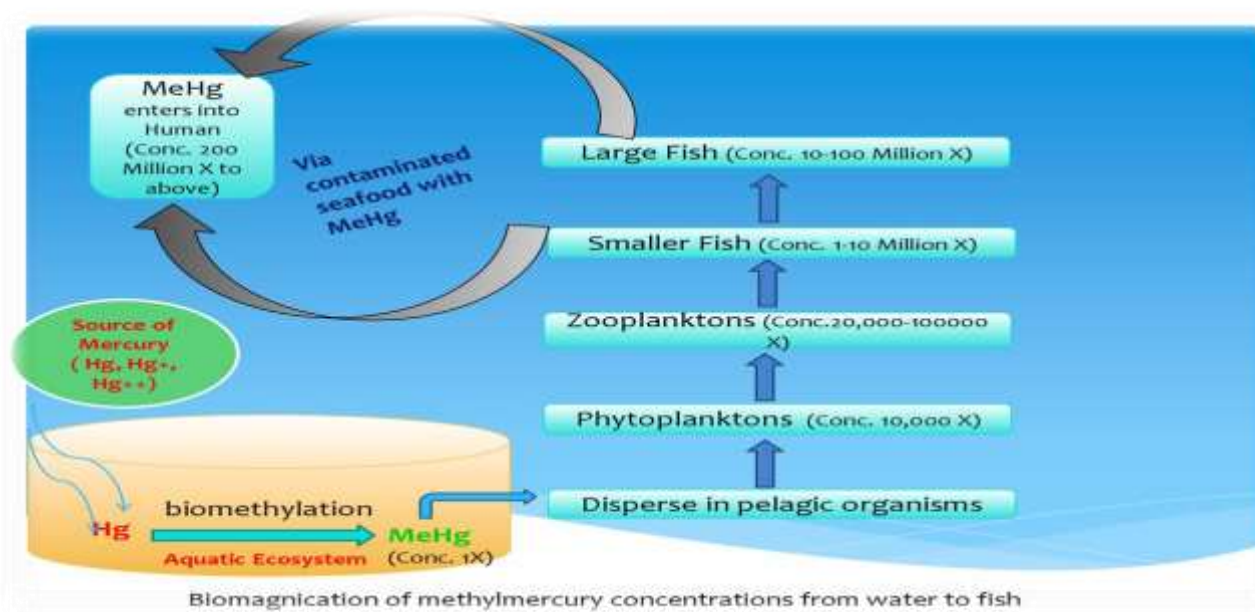 MeHg
enters into
Human
(Conc. 200
Million X to
above)
Via
contaminated
seafood with
MeHg
Large Fish (Conc. 10-100 Million X)
Smaller Fish (Conc. 1-10 Million X)
Zooplanktons (Conc.20,000-100000
X)
Phytoplanktons (Conc. 10,000 X)
Disperse in pelagic organisms
Source of
Mercury
( Hg, Hg+,
Hg++)
Hg
biomethylation
Aquatic Ecosystem
MeHg
(Conc. 1X)
Biomagnication of methylmercury concentrations from water to fish